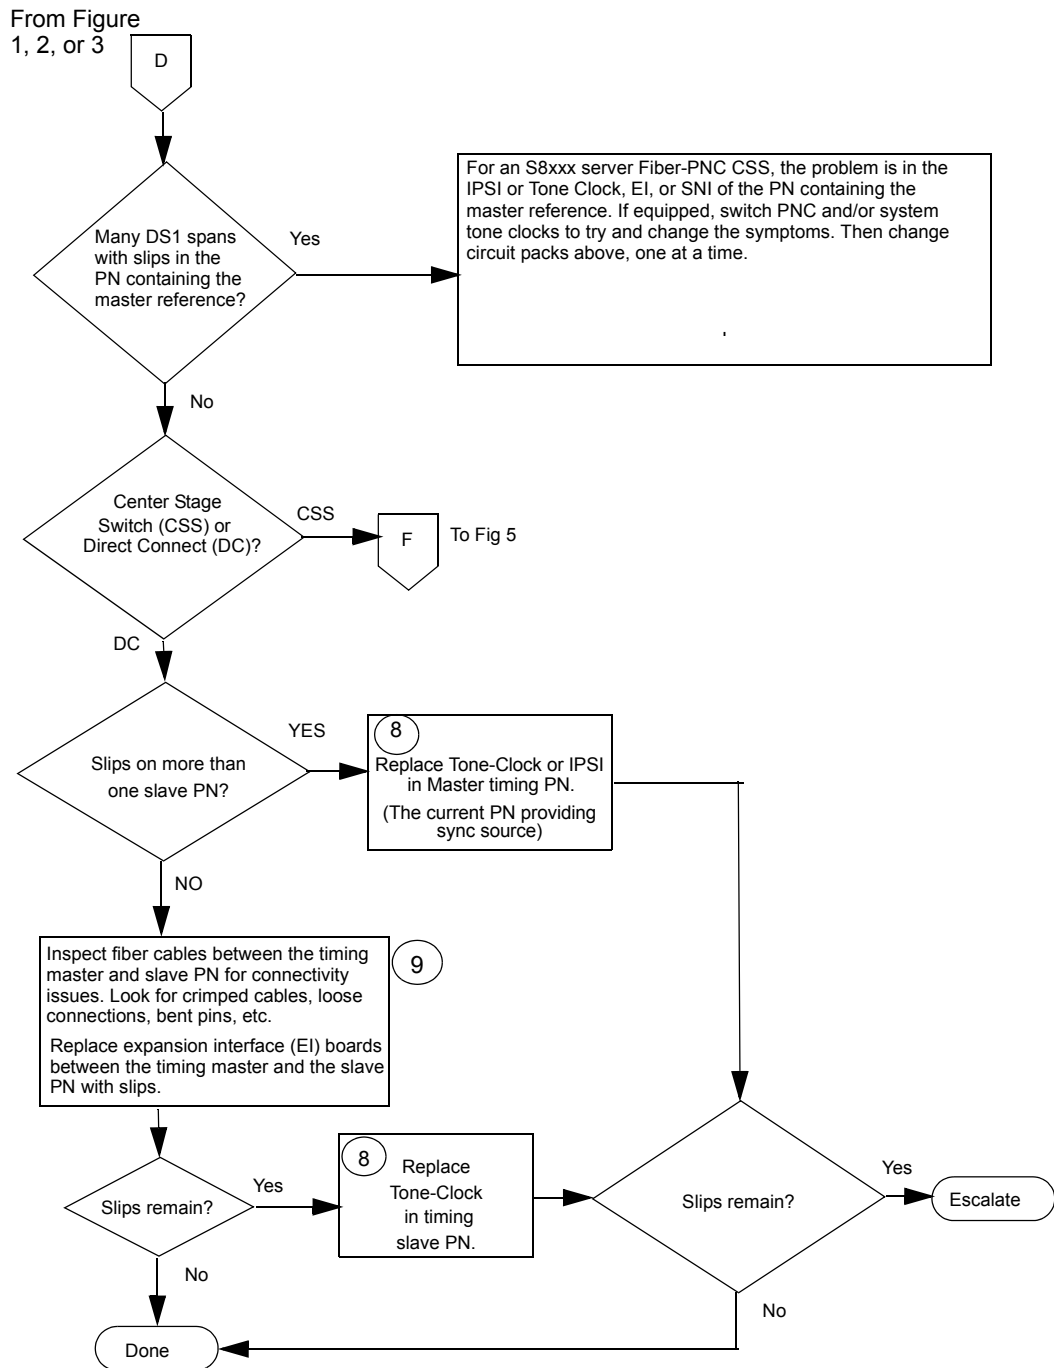 From Figure
1, 2, or 3
D
Many DS1 spans
with slips in the
PN containing the
master reference?
Yes
For an S8xxx server Fiber-PNC CSS, the problem is in the
IPSI or Tone Clock, EI, or SNI of the PN containing the
master reference. If equipped, switch PNC and/or system
tone clocks to try and change the symptoms. Then change
circuit packs above, one at a time.
No
Center Stage
Switch (CSS) or
Direct Connect (DC)?
CSS
F
To Fig 5
DC
Slips on more than
one slave PN?
YES
8
Replace Tone-Clock or IPSI
in Master timing PN.
(The current PN providing
sync source)
NO
Inspect fiber cables between the timing
master and slave PN for connectivity
issues. Look for crimped cables, loose
connections, bent pins, etc.
Replace expansion interface (EI) boards
between the timing master and the slave
PN with slips.
9
Slips remain?
Yes
8
Replace
Tone-Clock
in timing
slave PN.
Slips remain?
Yes
Escalate
No
No
Done